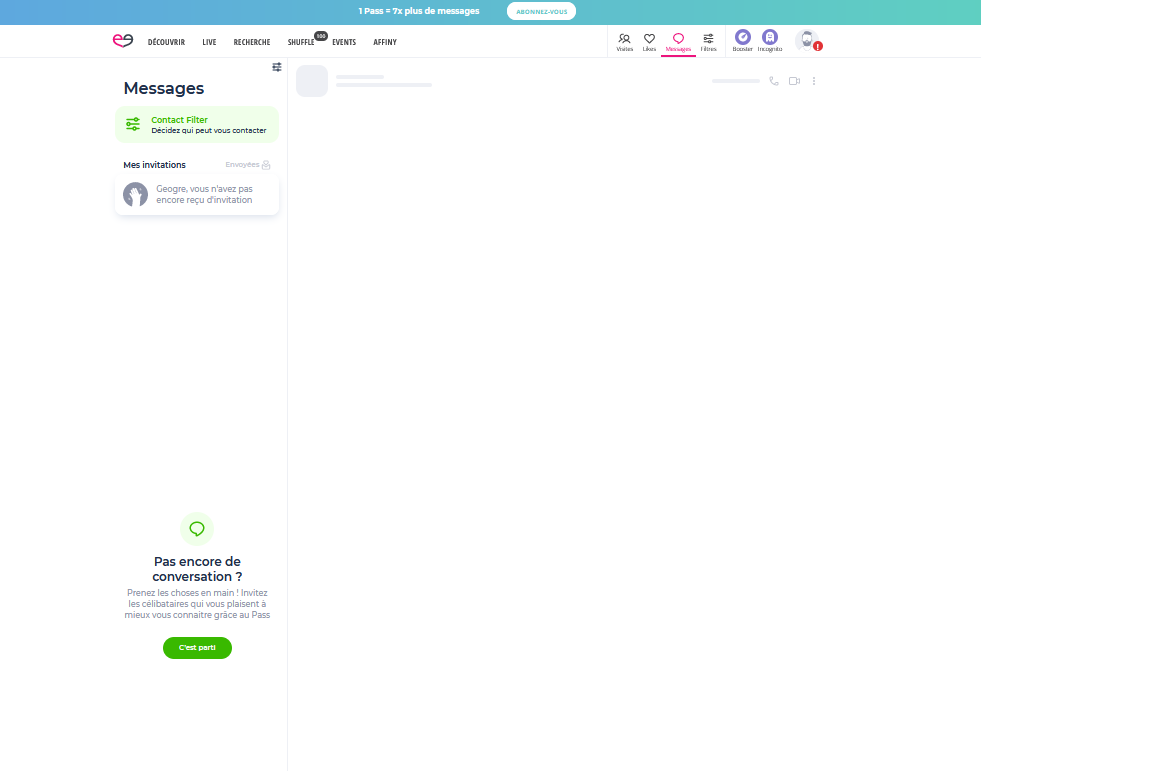 1 Pass = 7x plus de messages
ABONNEZ-VOUS
DÉCOUVRIR
LIVE
RECHERCHE
SHUFFLE
100
EVENTS
AFFINY
Visites
Likes
Messages
Filtres
Booster
Incognito
!
Messages
Contact Filter
Décidez qui peut vous contacter
Mes invitations
Envoyées
Geogre, vous n'avez pas
encore reçu d'invitation
Pas encore de
conversation ?
Prenez les choses en main ! Invitez
les célibataires qui vous plaisent à
mieux vous connaitre grâce au Pass
C'est parti